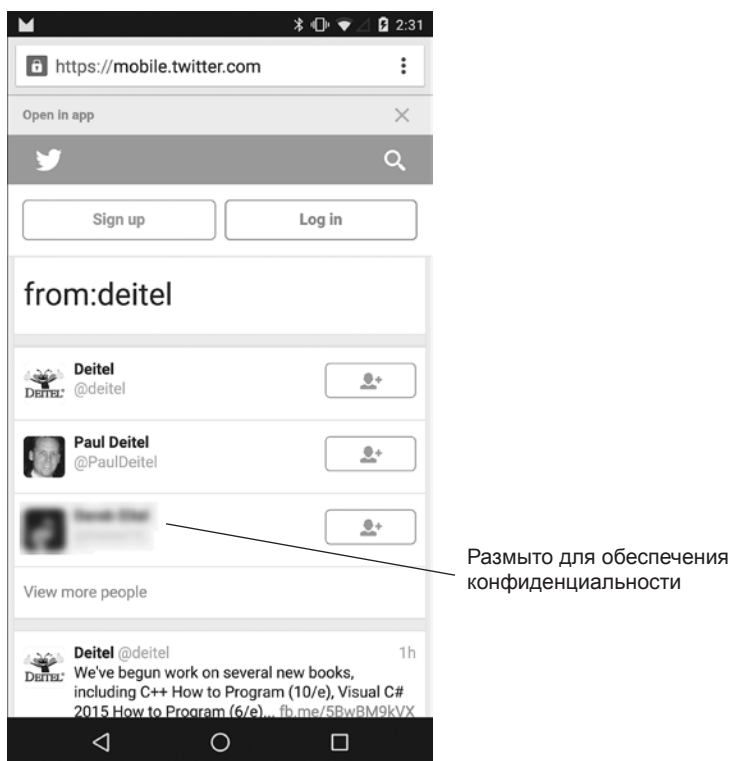 2:31
https://mobile.twitter.com
Open in app
Sign up
Log in
from:deitel
Deitel
DEITEL®
@deitel
Paul Deitel
@PaulDeitel
Размыто для обеспечения
конфиденциальности
View more people
Deitel @deitel 1h
DEITEL®
We've begun work on several new books,
including C++ How to Program (10/e), Visual C#
2015 How to Program (6/e)... fb.me/5BwBM9kVX